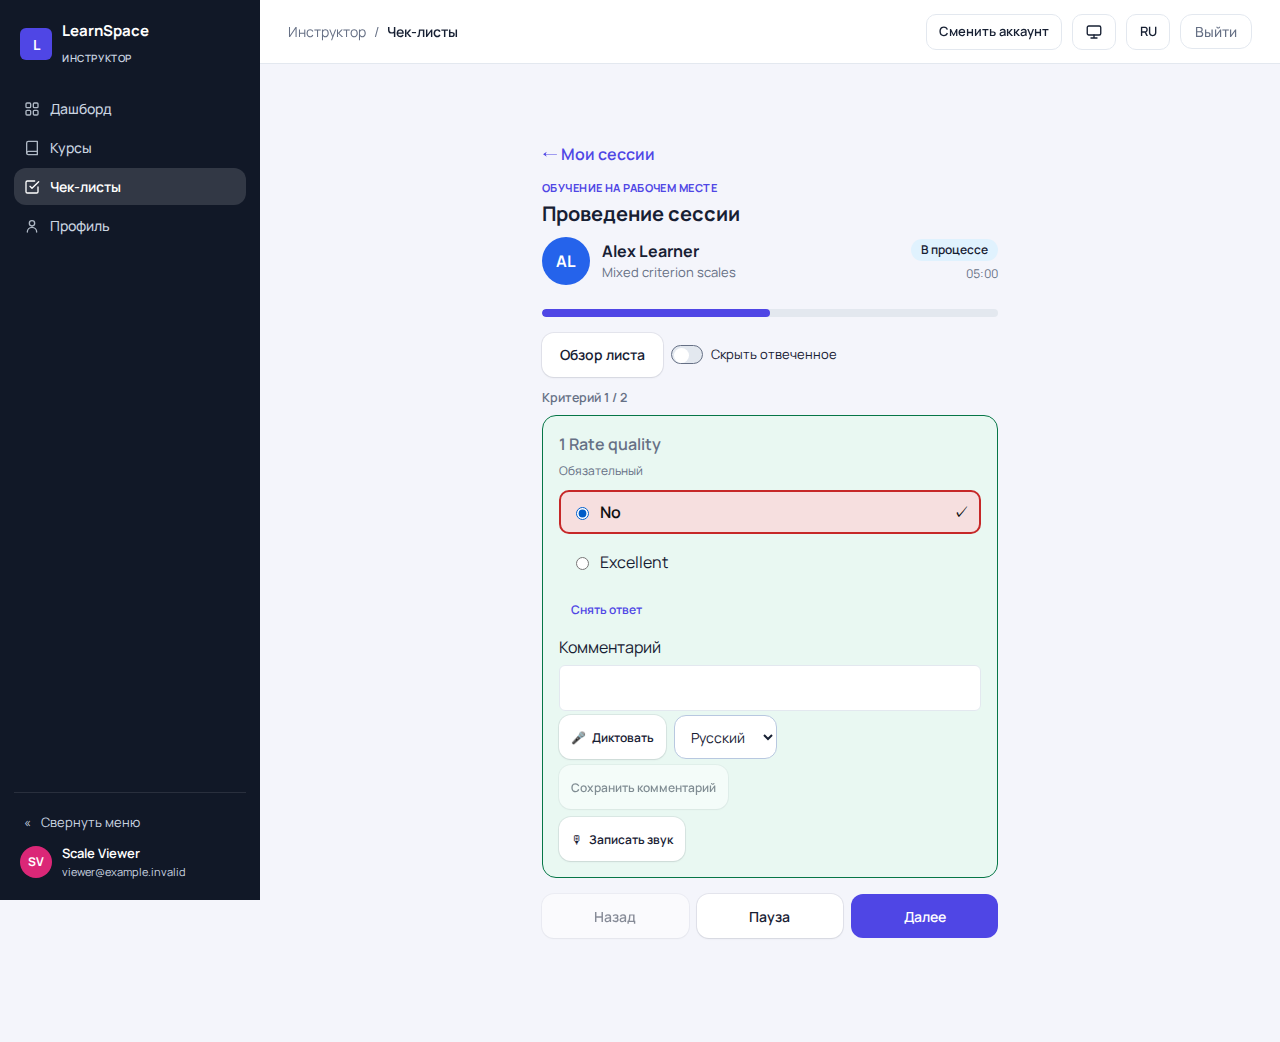 L
LearnSpace
ИНСТРУКТОР
Дашборд
Курсы
Чек-листы
Профиль
« Свернуть меню
SV
Scale Viewer
viewer@example.invalid
Инструктор / Чек-листы
Сменить аккаунт
RU
Выйти
← Мои сессии
ОБУЧЕНИЕ НА РАБОЧЕМ МЕСТЕ
Проведение сессии
AL
Alex Learner
Mixed criterion scales
В процессе
05:00
Обзор листа
Скрыть отвеченное
Критерий 1 / 2
1 Rate quality
Обязательный
No ✓
Excellent
Снять ответ
Комментарий
🎤 Диктовать
Русский
Сохранить комментарий
🎙 Записать звук
Назад
Пауза
Далее